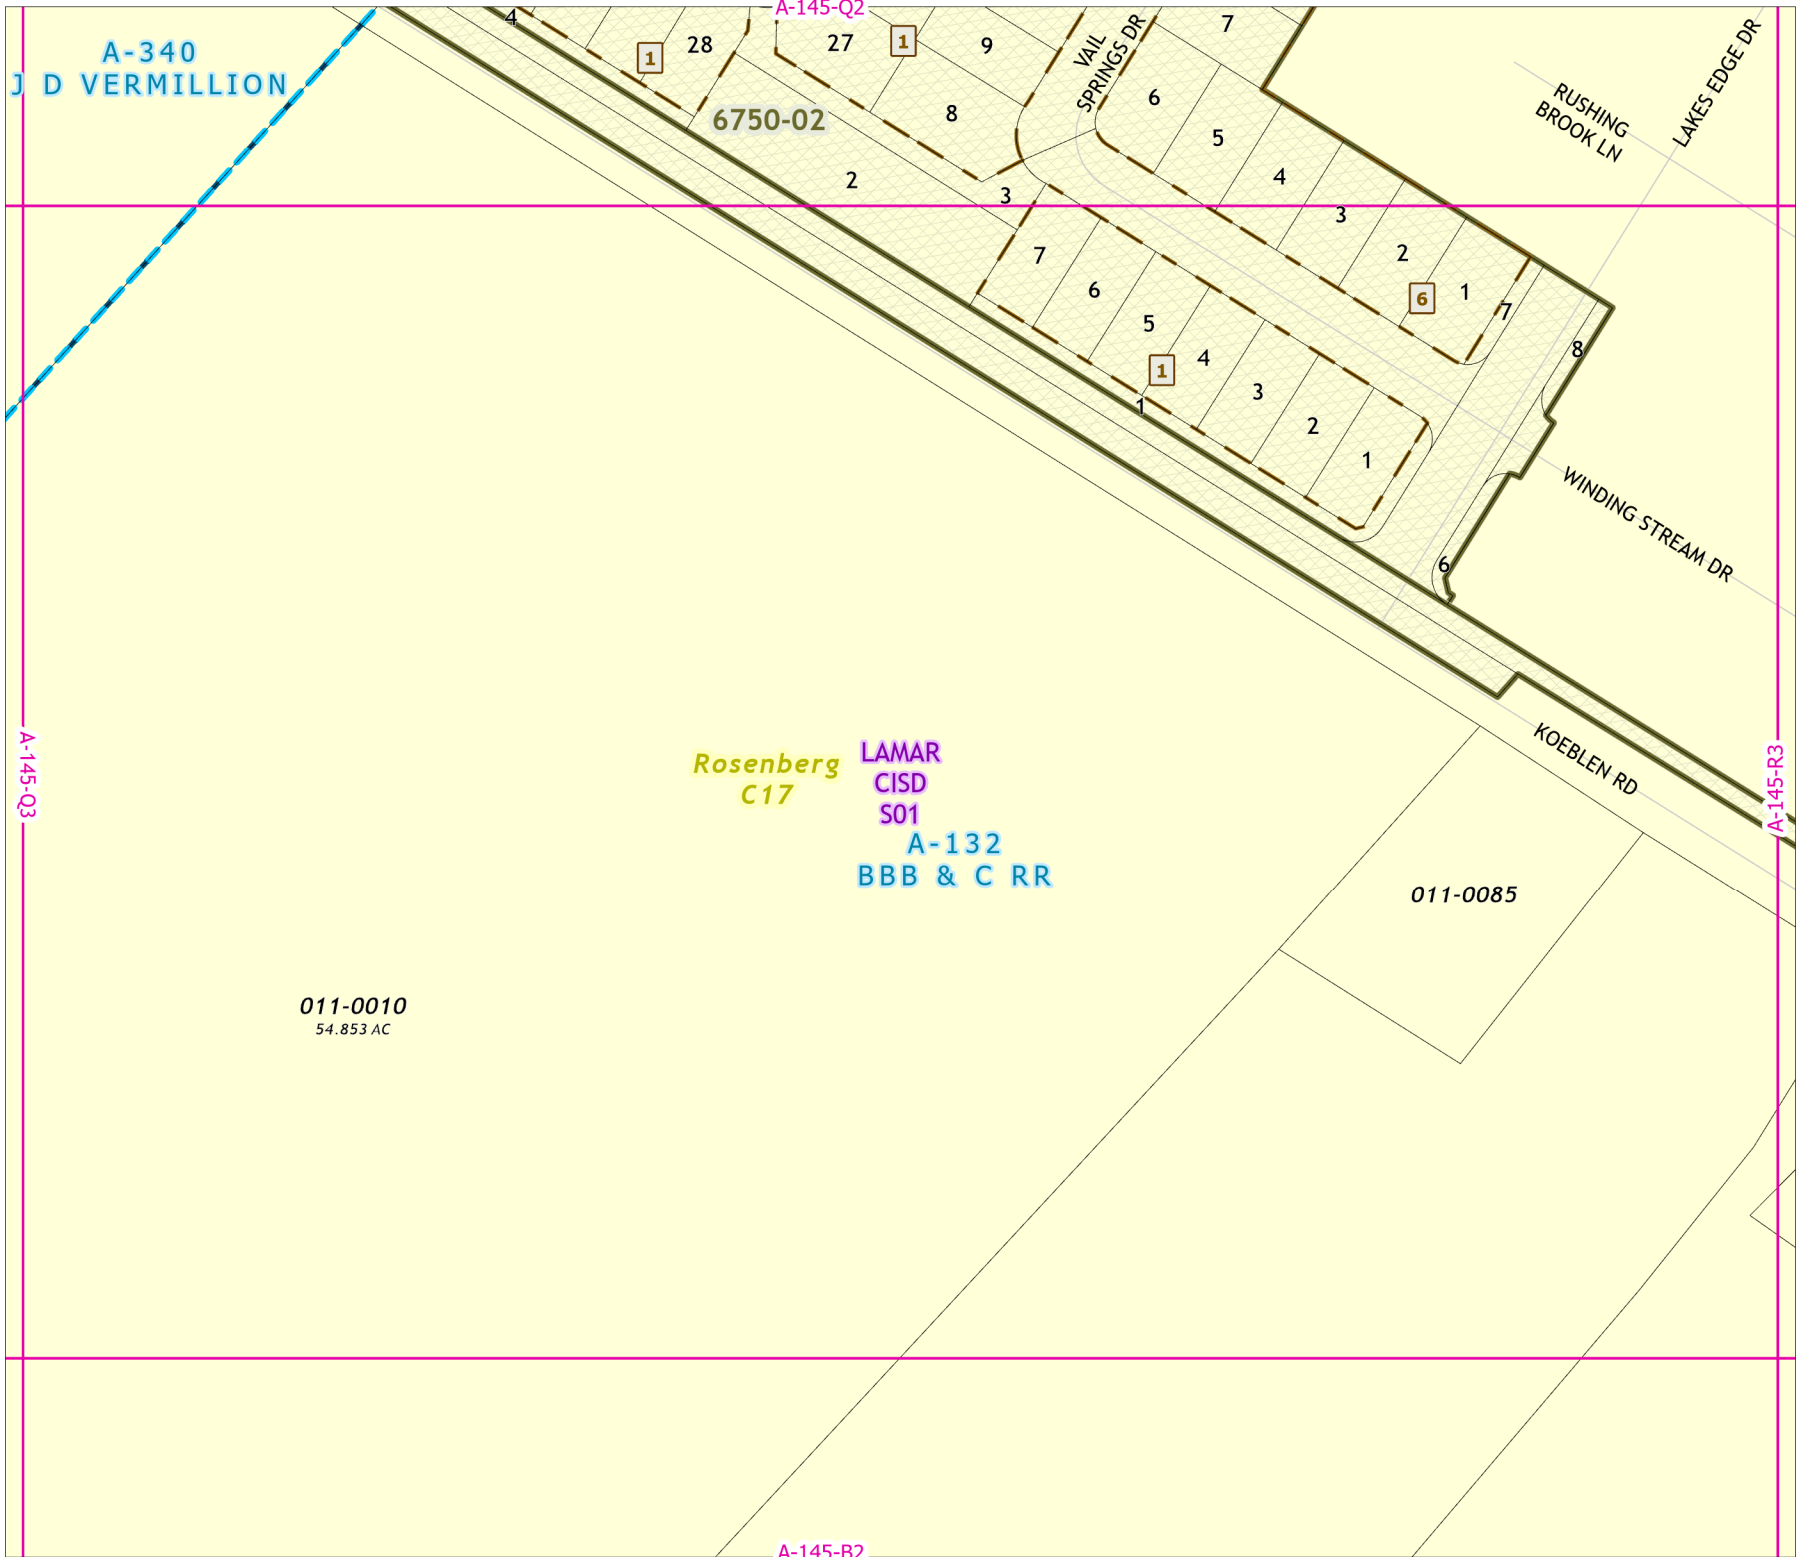 A-145-Q2
A-340
J D VERMILLION
4
1
28
27
1
9
8
VAIL
SPRINGS DR
7
6
5
4
3
2
1
6
7
8
RUSHING
BROOK LN
LAKES EDGE DR
6750-02
2
3
7
6
5
4
3
2
1
1
1
6
WINDING STREAM DR
KOEBLEN RD
A-145-Q3
A-145-R3
Rosenberg
C17
LAMAR
CISD
S01
A-132
BBB & C RR
011-0085
011-0010
54.853 AC
A-145-B2